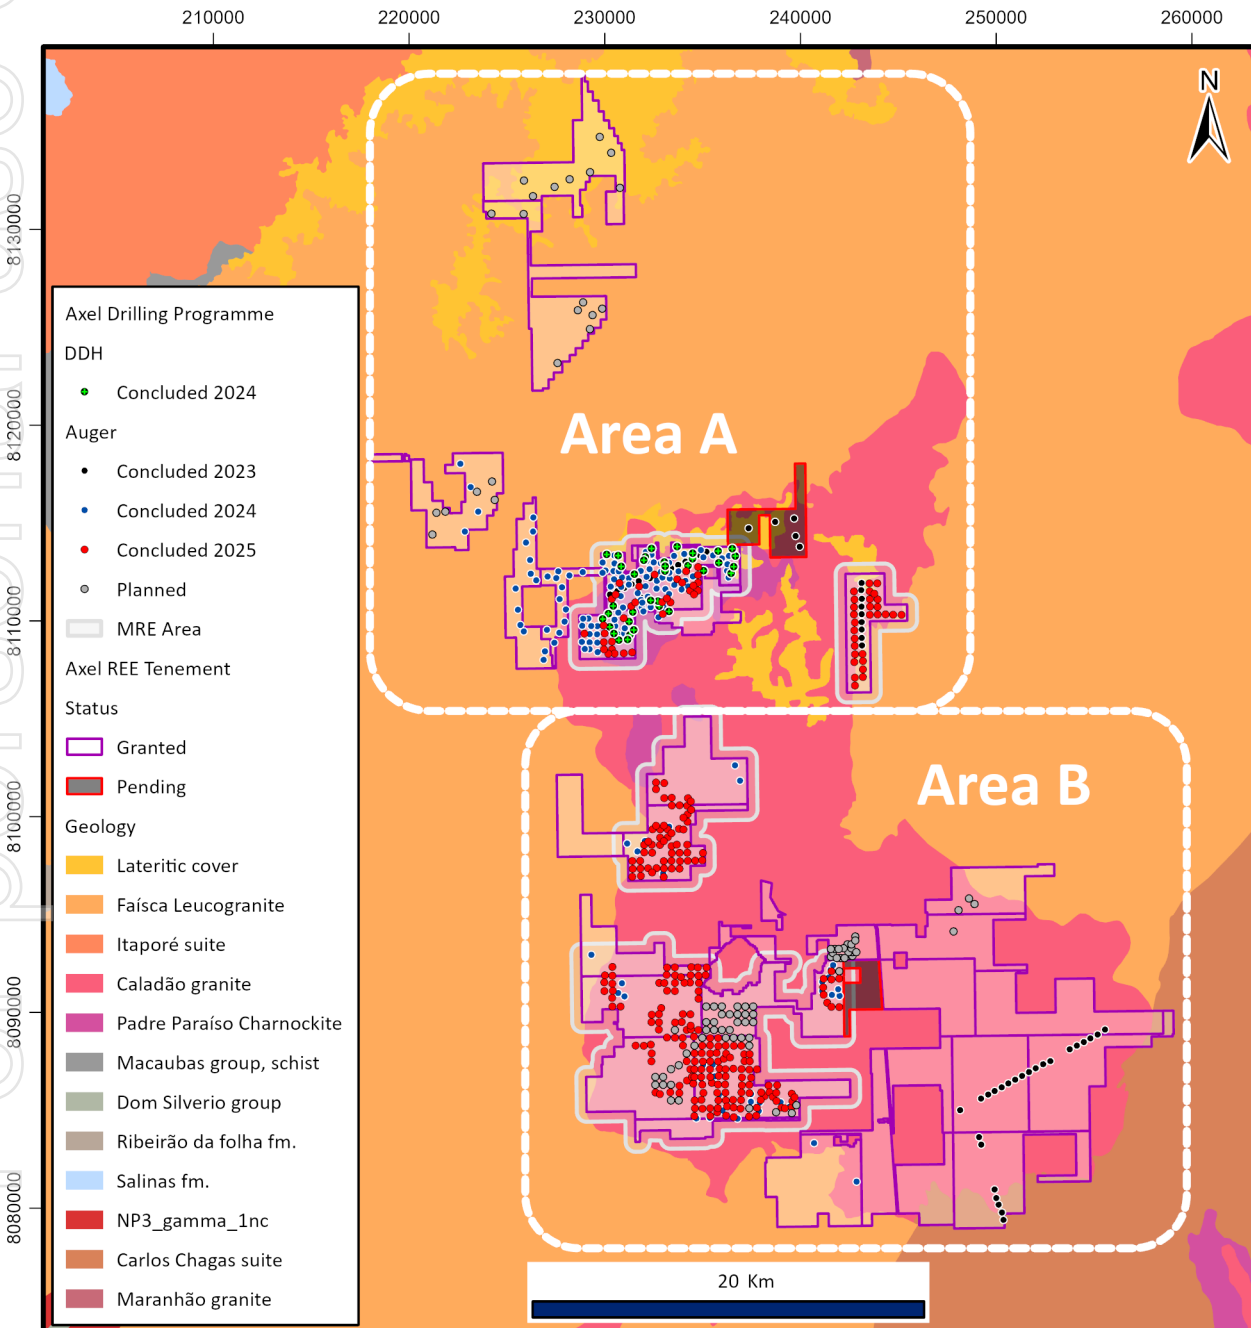 210000 220000 230000 240000 250000 260000
N
8130000
8120000
8110000
8100000
8090000
8080000
Axel Drilling Programme
DDH
Concluded 2024
Auger
Concluded 2023
Concluded 2024
Concluded 2025
Planned
MRE Area
Axel REE Tenement
Status
Granted
Pending
Geology
Lateritic cover
Faísca Leucogranite
Itaporé suite
Caladão granite
Padre Paraíso Charnockite
Macaubas group, schist
Dom Silverio group
Ribeirão da folha fm.
Salinas fm.
NP3_gamma_1nc
Carlos Chagas suite
Maranhão granite
Area A
Area B
20 Km